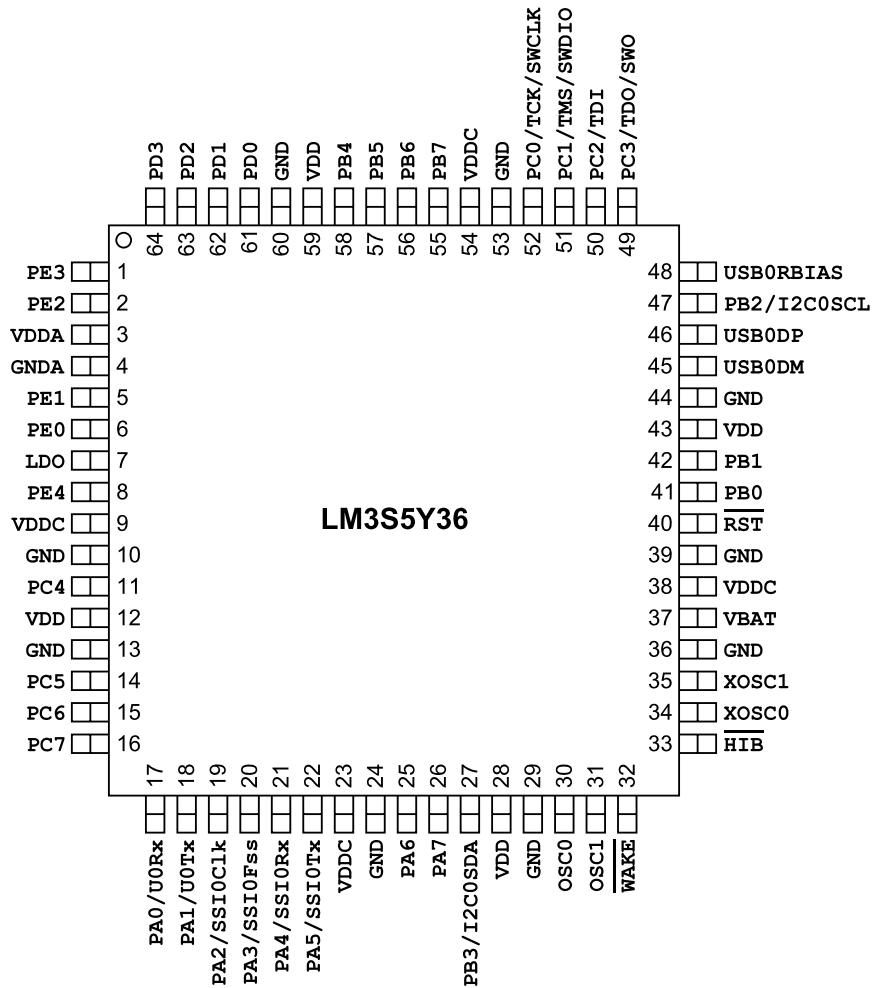 PD3
PD2
PD1
PD0
GND
VDD
PB4
PB5
PB6
PB7
VDDC
GND
PC0/TCK/SWCLK
PC1/TMS/SWDIO
PC2/TDI
PC3/TDO/SWO
64
63
62
61
60
59
58
57
56
55
54
53
52
51
50
49
PE3 1
PE2 2
VDDA 3
GNDA 4
PE1 5
PE0 6
LDO 7
PE4 8
VDDC 9
GND 10
PC4 11
VDD 12
GND 13
PC5 14
PC6 15
PC7 16
LM3S5Y36
48 USB0RBIAS
47 PB2/I2C0SCL
46 USB0DP
45 USB0DM
44 GND
43 VDD
42 PB1
41 PB0
40 RST
39 GND
38 VDDC
37 VBAT
36 GND
35 XOSC1
34 XOSC0
33 HIB
17
18
19
20
21
22
23
24
25
26
27
28
29
30
31
32
PA0/U0Rx
PA1/U0Tx
PA2/SSI0Clk
PA3/SSI0Fss
PA4/SSI0Rx
PA5/SSI0Tx
VDDC
GND
PA6
PA7
PB3/I2C0SDA
VDD
GND
OSC0
OSC1
WAKE